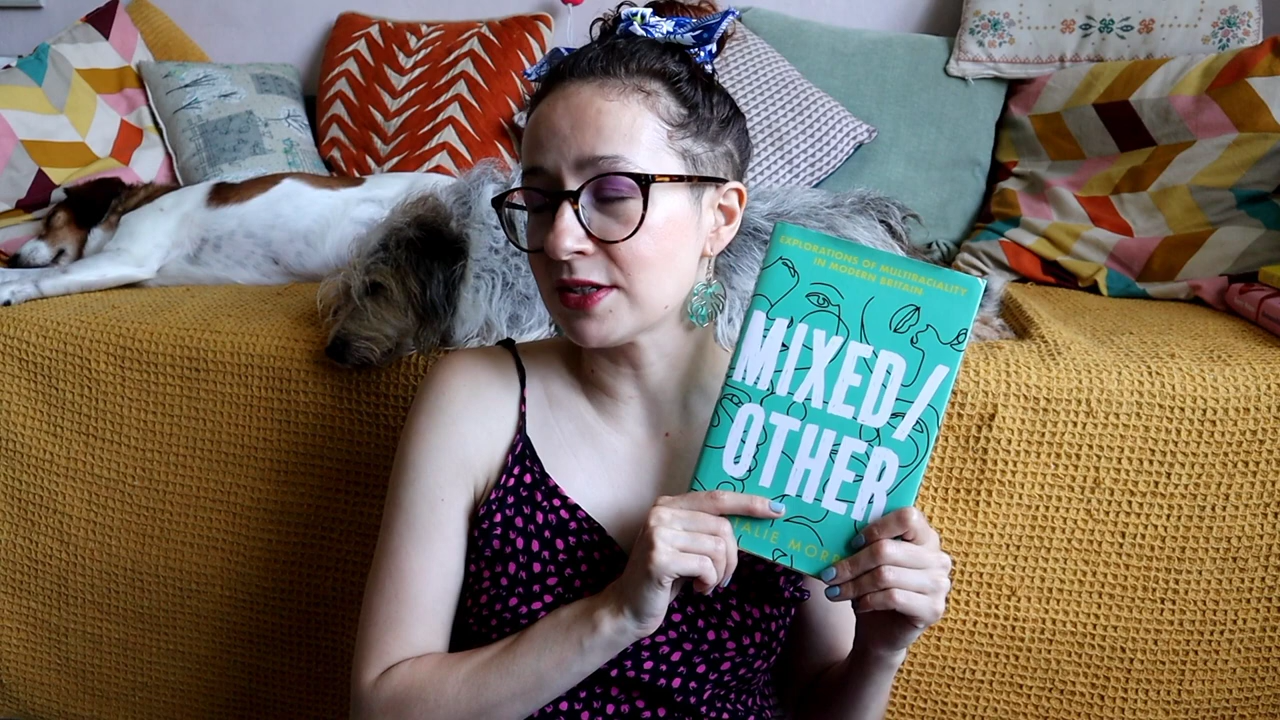 EXPLORATIONS OF MULTIRACIALITY
IN MODERN BRITAIN
MIXED/
OTHER